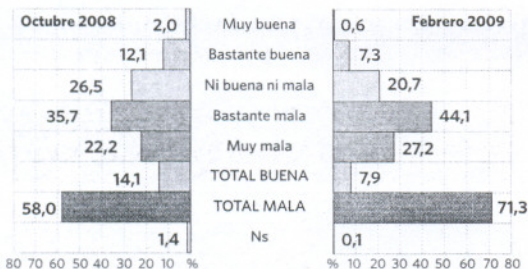 Octubre 2008 Febrero 2009
2,0 Muy buena 0,6
12,1 Bastante buena 7,3
26,5 Ni buena ni mala 20,7
35,7 Bastante mala 44,1
22,2 Muy mala 27,2
14,1 TOTAL BUENA 7,9
58,0 TOTAL MALA 71,3
1,4 Ns 0,1
80 70 60 50 40 30 20 10 % % 10 20 30 40 50 60 70 80